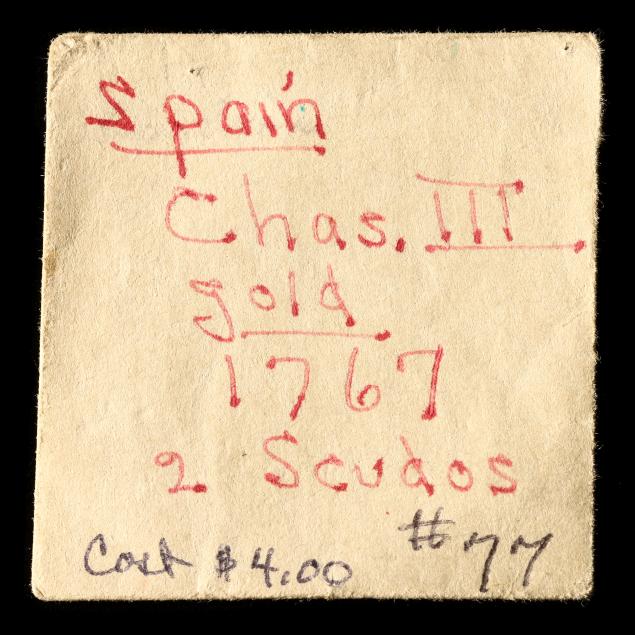 Spain
Chas. III
gold
1767
2 Scudos
Cost $4.00 #77